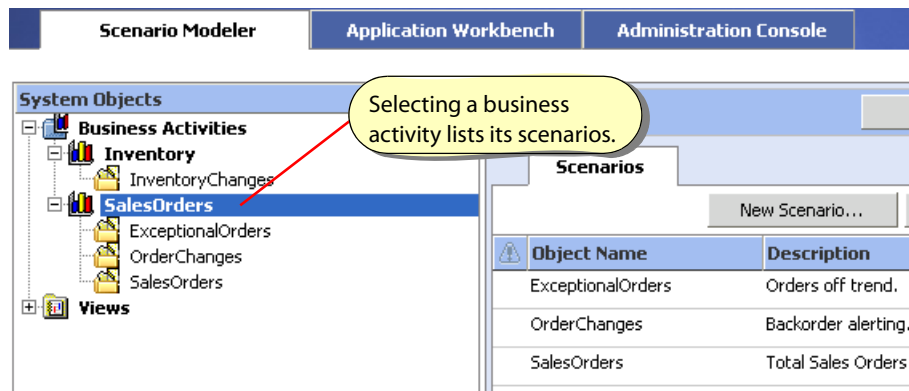 Scenario Modeler Application Workbench Administration Console
System Objects
Selecting a business
activity lists its scenarios.
Business Activities
Inventory
InventoryChanges
SalesOrders
ExceptionalOrders
OrderChanges
SalesOrders
Views
Scenarios
New Scenario...
Object Name Description
ExceptionalOrders Orders off trend.
OrderChanges Backorder alerting.
SalesOrders Total Sales Orders